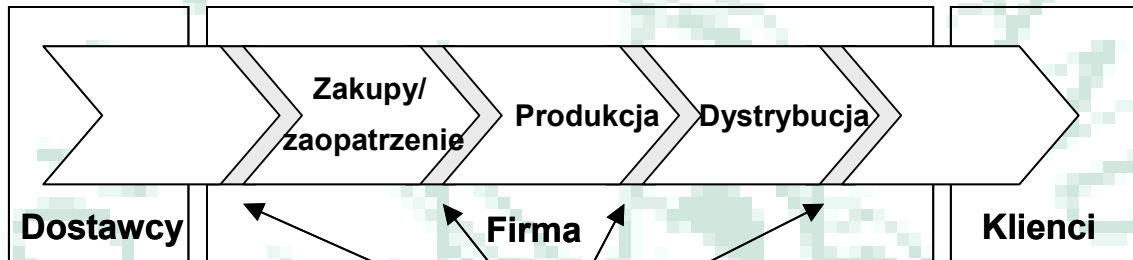 Zakupy/
zaopatrzenie
Produkcja
Dystrybucja
Dostawcy
Firma
Klienci